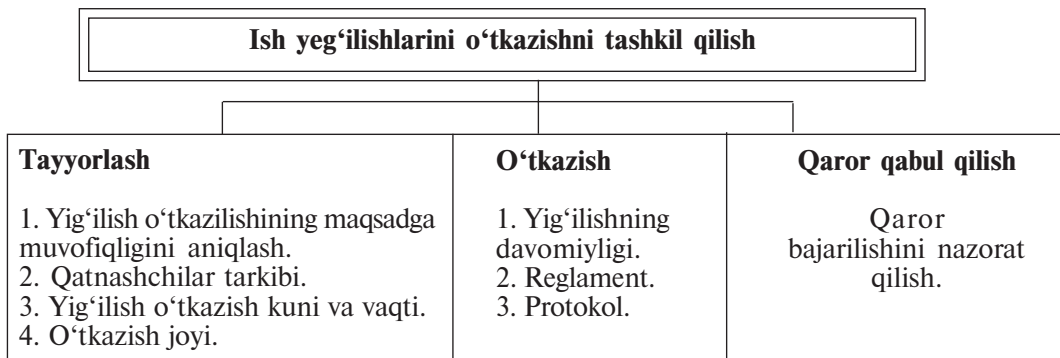 Ish yeg‘ilishlarini o‘tkazishni tashkil qilish
Tayyorlash
1. Yig‘ilish o‘tkazilishining maqsadga
muvofiqligini aniqlash.
2. Qatnashchilar tarkibi.
3. Yig‘ilish o‘tkazish kuni va vaqti.
4. O‘tkazish joyi.
O‘tkazish
1. Yig‘ilishning
davomiyligi.
2. Reglament.
3. Protokol.
Qaror qabul qilish
Qaror
bajarilishini nazorat
qilish.